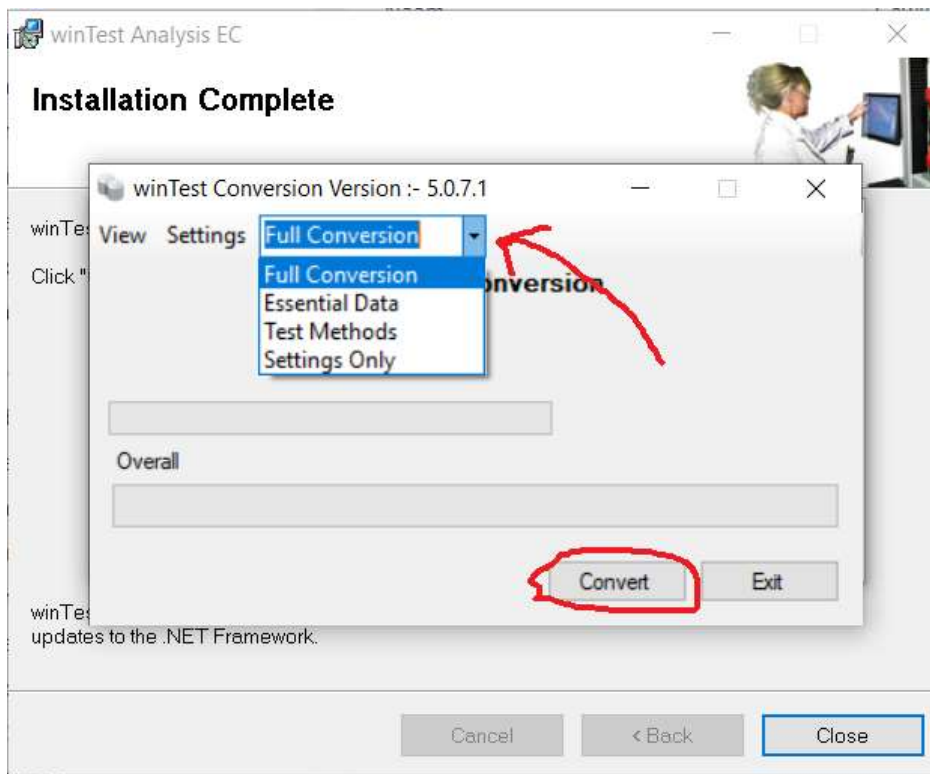 winTest Analysis EC
Installation Complete
winTest Conversion Version :- 5.0.7.1
winTe
View Settings Full Conversion
Click "
Full Conversion
onversion
Essential Data
Test Methods
Settings Only
Overall
Convert Exit
winTes
updates to the .NET Framework.
Cancel < Back Close